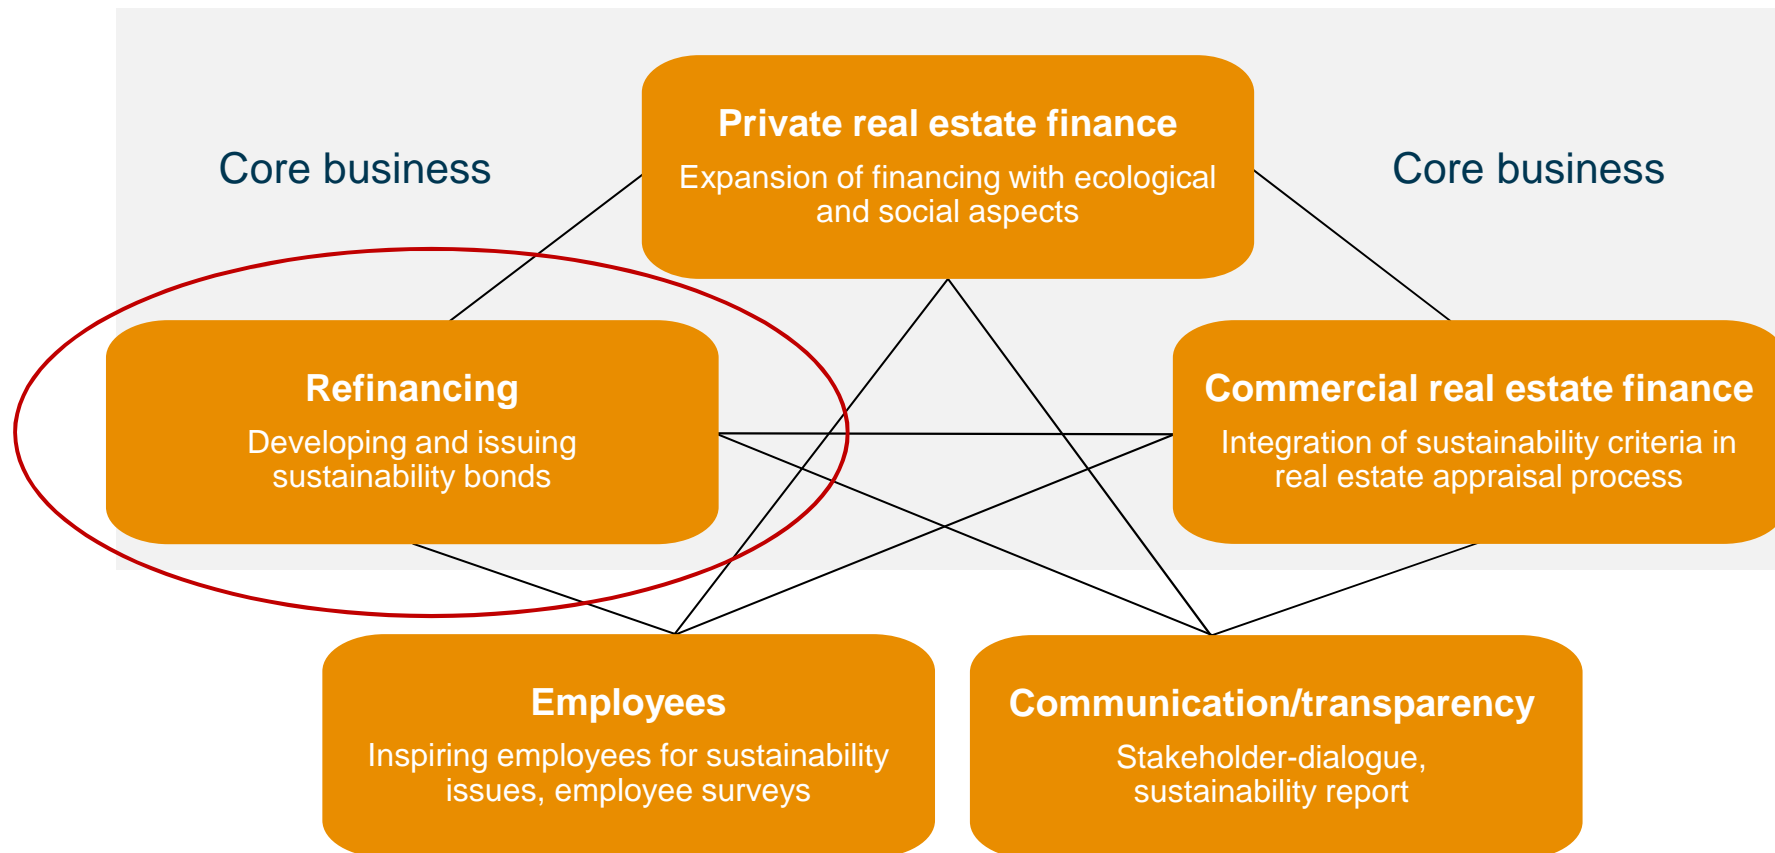 Private real estate finance
Expansion of financing with ecological
and social aspects
Core business
Core business
Refinancing
Developing and issuing
sustainability bonds
Commercial real estate finance
Integration of sustainability criteria in
real estate appraisal process
Employees
Inspiring employees for sustainability
issues, employee surveys
Communication/transparency
Stakeholder-dialogue,
sustainability report